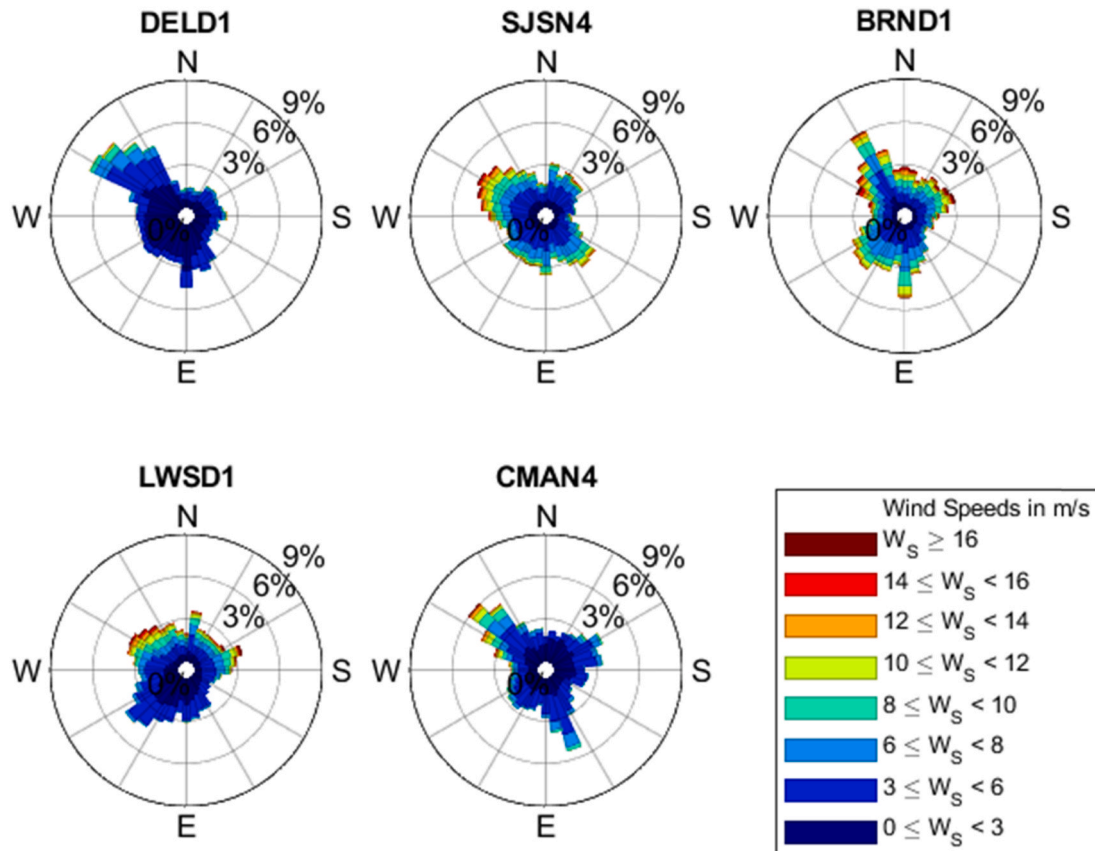 DELD1
N
9%
6%
3%
0%
W
S
E
SJSN4
N
9%
6%
3%
0%
W
S
E
BRND1
N
9%
6%
3%
0%
W
S
E
LWSD1
N
9%
6%
3%
0%
W
S
E
CMAN4
N
9%
6%
3%
0%
W
S
E
Wind Speeds in m/s
W_S ≥ 16
14 ≤ W_S < 16
12 ≤ W_S < 14
10 ≤ W_S < 12
8 ≤ W_S < 10
6 ≤ W_S < 8
3 ≤ W_S < 6
0 ≤ W_S < 3